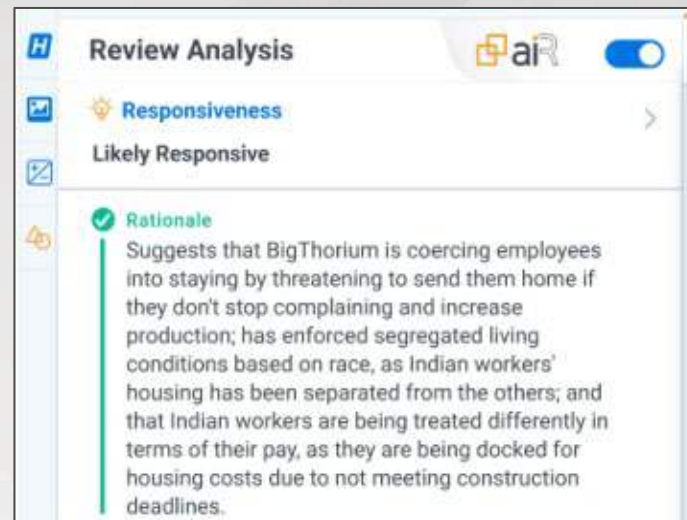 Review Analysis
aiR
Responsiveness
Likely Responsive
Rationale
Suggests that BigThorium is coercing employees
into staying by threatening to send them home if
they don't stop complaining and increase
production; has enforced segregated living
conditions based on race, as Indian workers'
housing has been separated from the others; and
that Indian workers are being treated differently in
terms of their pay, as they are being docked for
housing costs due to not meeting construction
deadlines.